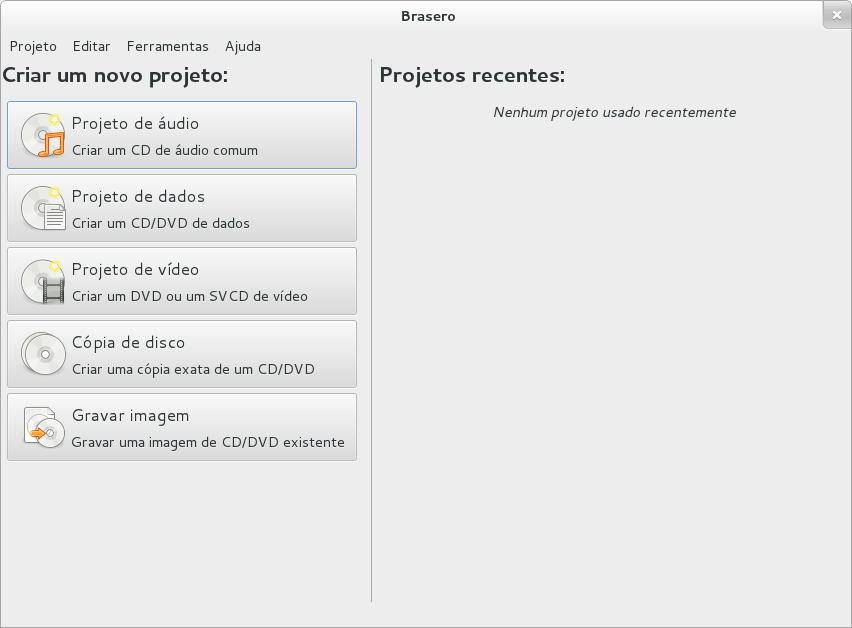 Brasero
Projeto Editar Ferramentas Ajuda
Criar um novo projeto:
Projeto de áudio
Criar um CD de áudio comum
Projeto de dados
Criar um CD/DVD de dados
Projeto de vídeo
Criar um DVD ou um SVCD de vídeo
Cópia de disco
Criar uma cópia exata de um CD/DVD
Gravar imagem
Gravar uma imagem de CD/DVD existente
Projetos recentes:
Nenhum projeto usado recentemente